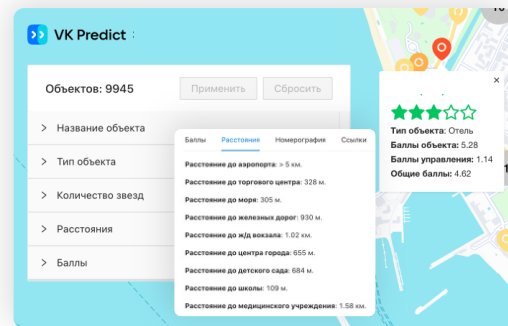 VK Predict
Объектов: 9945
Применить
Сбросить
Название объекта
Тип объекта
Количество звезд
Расстояния
Баллы
Баллы Расстояния Номерография Ссылки
Расстояние до аэропорта: > 5 км.
Расстояние до торгового центра: 328 м.
Расстояние до моря: 305 м.
Расстояние до железных дорог: 930 м.
Расстояние до ж/д вокзала: 1.02 км.
Расстояние до центра города: 655 м.
Расстояние до детского сада: 684 м.
Расстояние до школы: 109 м.
Расстояние до медицинского учреждения: 1.58 км.
Тип объекта: Отель
Баллы объекта: 5.28
Баллы управления: 1.14
Общие баллы: 4.62